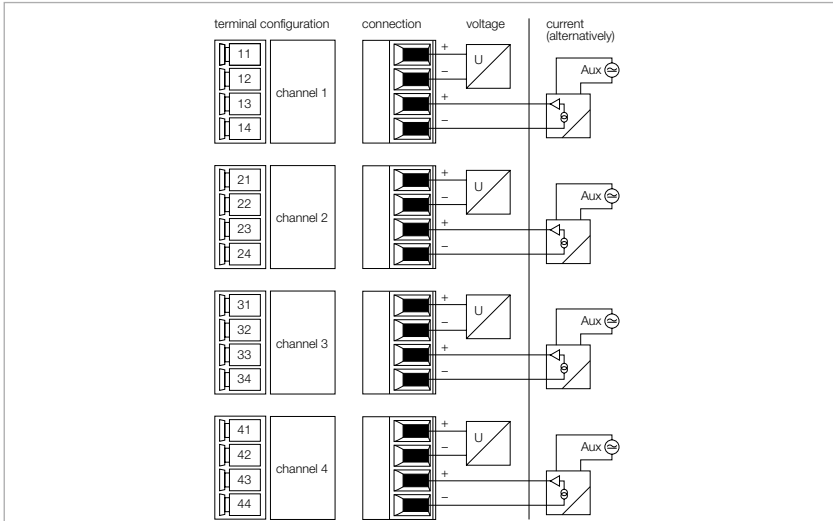 terminal configuration connection voltage current
(alternatively)
11 + U Aux
12 −
channel 1
13 +
14 −
21 + U Aux
22 −
channel 2
23 +
24 −
31 + U Aux
32 −
channel 3
33 +
34 −
41 + U Aux
42 −
channel 4
43 +
44 −